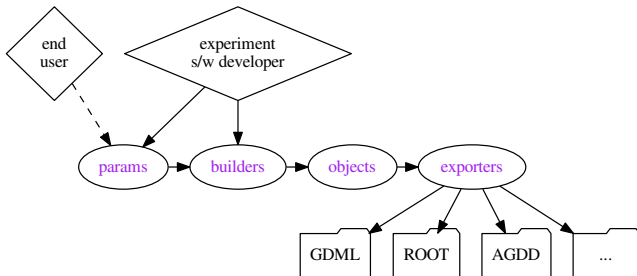 end
user
experiment
s/w developer
params
builders
objects
exporters
GDML
ROOT
AGDD
...